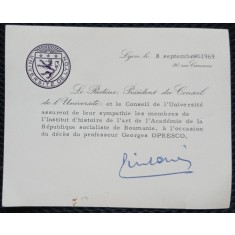 Lyon, le 8 septembre 1969
Le Recteur, Président du Conseil
de l'Université, et le Conseil de l'Université
assurent de leur sympathie les membres de
l'Institut d'histoire de l'art de l'Académie de la
République socialiste de Roumanie, à l'occasion
du décès du professeur Georges OPRESCO.